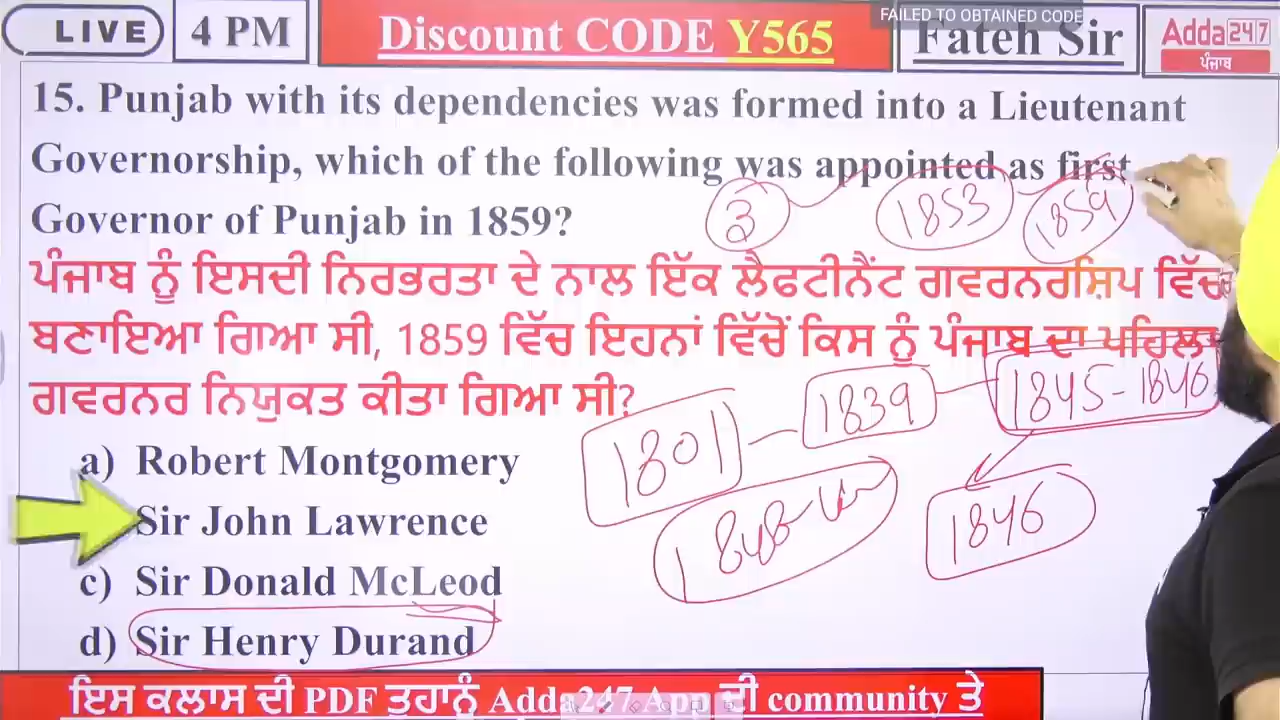 LIVE 4 PM Discount CODE Y565 Fateh Sir Adda247
FAILED TO OBTAINED CODE
ਪੰਜਾਬ
15. Punjab with its dependencies was formed into a Lieutenant
Governorship, which of the following was appointed as first
Governor of Punjab in 1859?
3 1853 1859
ਪੰਜਾਬ ਨੂੰ ਇਸਦੀ ਨਿਰਭਰਤਾ ਦੇ ਨਾਲ ਇੱਕ ਲੈਫਟੀਨੈਂਟ ਗਵਰਨਰਸ਼ਿਪ ਵਿੱਚ
ਬਣਾਇਆ ਗਿਆ ਸੀ, 1859 ਵਿੱਚ ਇਹਨਾਂ ਵਿੱਚੋਂ ਕਿਸ ਨੂੰ ਪੰਜਾਬ ਦਾ ਪਹਿਲਾ
ਗਵਰਨਰ ਨਿਯੁਕਤ ਕੀਤਾ ਗਿਆ ਸੀ?
1801 1839 1845-1846
a) Robert Montgomery
Sir John Lawrence
1846
c) Sir Donald McLeod
d) Sir Henry Durand
ਇਸ ਕਲਾਸ ਦੀ PDF ਤੁਹਾਨੂੰ Adda247 App ਦੀ community ਤੇ